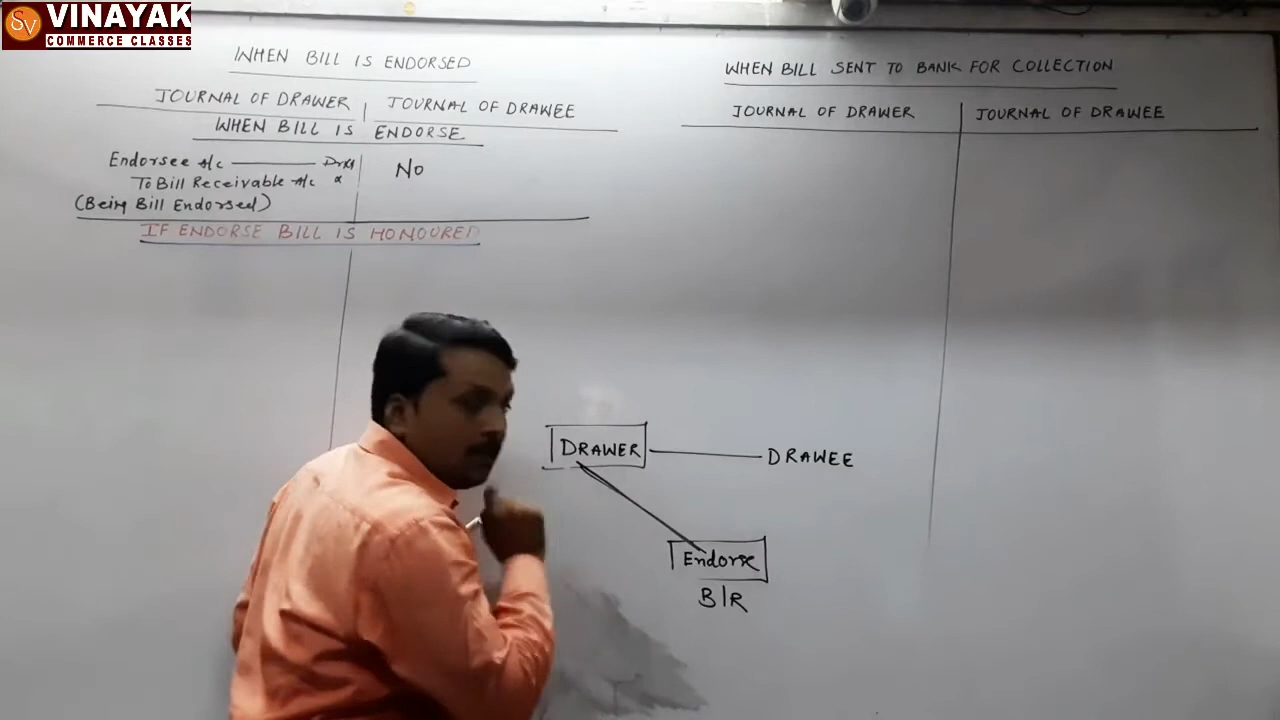 SV VINAYAK
COMMERCE CLASSES
WHEN BILL IS ENDORSED
JOURNAL OF DRAWER JOURNAL OF DRAWEE
WHEN BILL IS ENDORSE
Endorsee A/c Dr x
No
To Bill Receivable A/c x
(Being Bill Endorsed)
IF ENDORSE BILL IS HONOURED
WHEN BILL SENT TO BANK FOR COLLECTION
JOURNAL OF DRAWER JOURNAL OF DRAWEE
DRAWER DRAWEE
Endorse
B/R